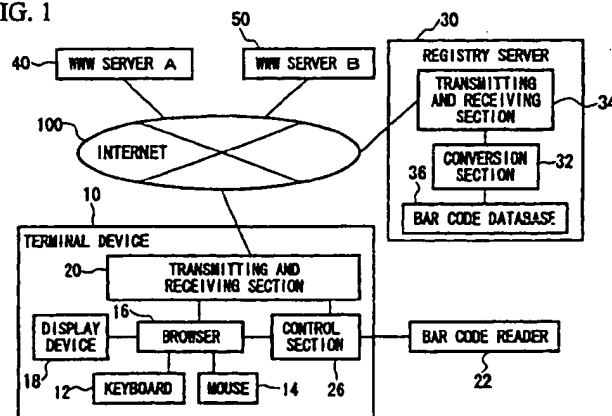 IG. 1
40
WWW SERVER A
50
WWW SERVER B
30
REGISTRY SERVER
TRANSMITTING
AND RECEIVING
SECTION
34
CONVERSION
SECTION
32
36
BAR CODE DATABASE
100
INTERNET
10
TERMINAL DEVICE
20
TRANSMITTING AND
RECEIVING SECTION
16
DISPLAY
DEVICE
18
BROWSER
CONTROL
SECTION
26
BAR CODE READER
22
12
KEYBOARD
MOUSE
14